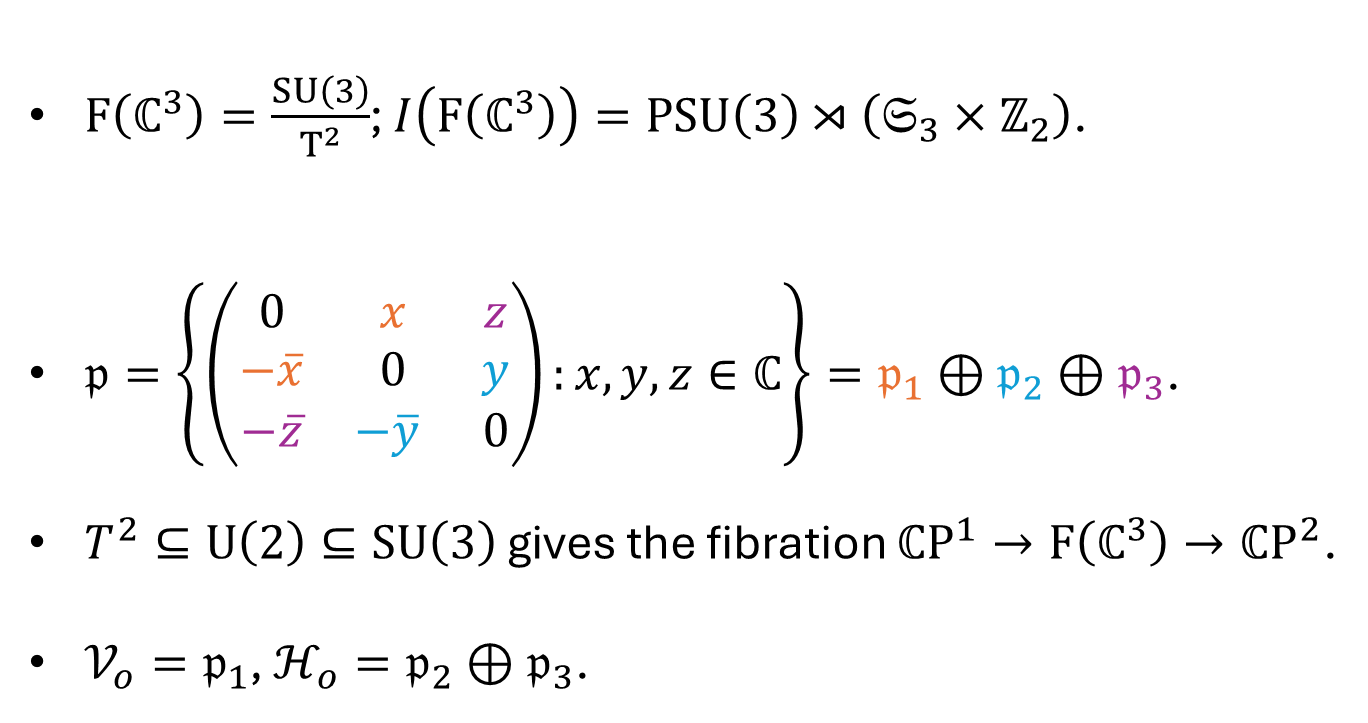 • F(ℂ³) = SU(3)/T²; I(F(ℂ³)) = PSU(3) ⋊ (𝔖₃ × ℤ₂).
• 𝔭 = {( 0 x z
−x̄ 0 y
−z̄ −ȳ 0 ) : x, y, z ∈ ℂ} = 𝔭₁ ⊕ 𝔭₂ ⊕ 𝔭₃.
• T² ⊆ U(2) ⊆ SU(3) gives the fibration ℂP¹ → F(ℂ³) → ℂP².
• 𝒱ₒ = 𝔭₁, ℋₒ = 𝔭₂ ⊕ 𝔭₃.